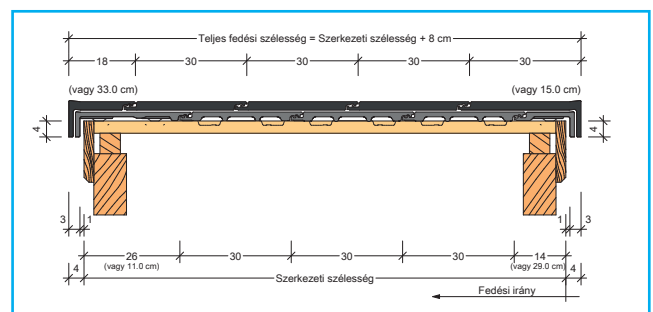 Teljes fedési szélesség = Szerkezeti szélesség + 8 cm
18 30 30 30 30
(vagy 33.0 cm) (vagy 15.0 cm)
4 4
3 1 1 3
26 30 30 30 14
(vagy 11.0 cm) (vagy 29.0 cm)
4 Szerkezeti szélesség 4
Fedési irány